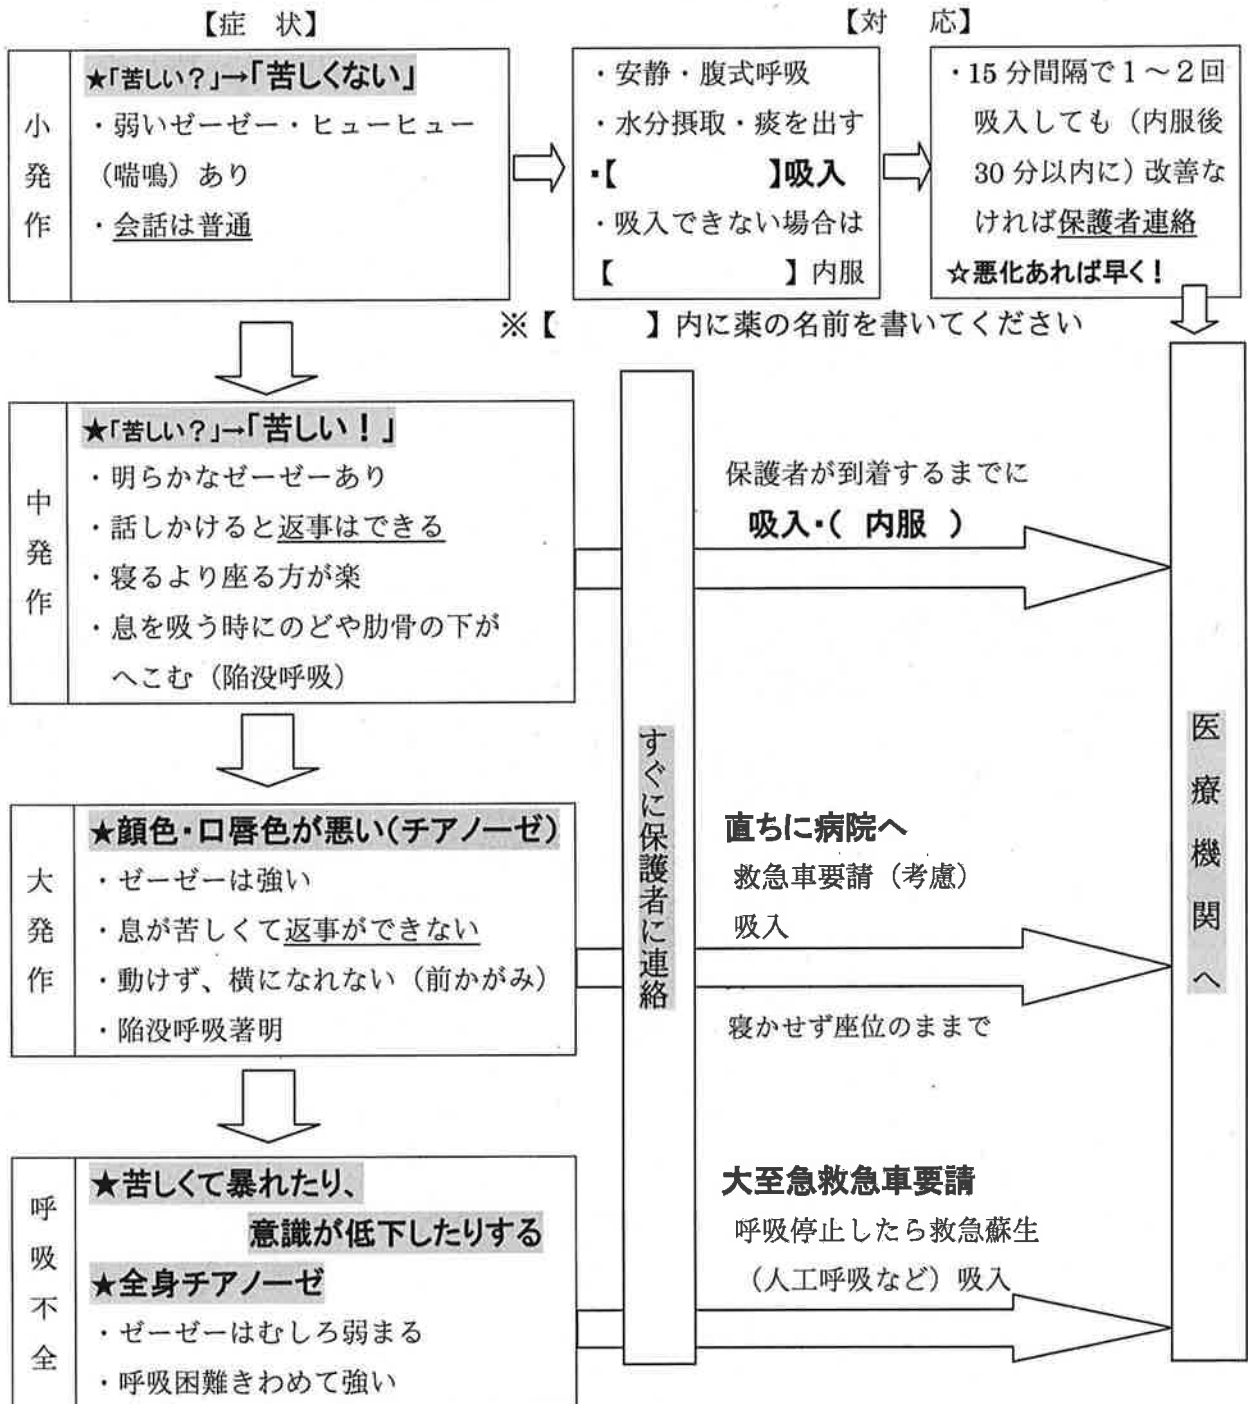 【症　状】
【対　応】
小発作
★「苦しい？」→「苦しくない」
・弱いゼーゼー・ヒューヒュー
（喘鳴）あり
・会話は普通
・安静・腹式呼吸
・水分摂取・痰を出す
・【　　　　　】吸入
・吸入できない場合は
【　　　　　】内服
・15 分間隔で１～２回
吸入しても（内服後
30 分以内に）改善な
ければ保護者連絡
☆悪化あれば早く！
※【　　　】内に薬の名前を書いてください
中発作
★「苦しい？」→「苦しい！」
・明らかなゼーゼーあり
・話しかけると返事はできる
・寝るより座る方が楽
・息を吸う時にのどや肋骨の下が
へこむ（陥没呼吸）
すぐに保護者に連絡
保護者が到着するまでに
吸入・（ 内服 ）
医療機関へ
大発作
★顔色・口唇色が悪い（チアノーゼ）
・ゼーゼーは強い
・息が苦しくて返事ができない
・動けず、横になれない（前かがみ）
・陥没呼吸著明
直ちに病院へ
救急車要請（考慮）
吸入
寝かせず座位のままで
呼吸不全
★苦しくて暴れたり、
意識が低下したりする
★全身チアノーゼ
・ゼーゼーはむしろ弱まる
・呼吸困難きわめて強い
大至急救急車要請
呼吸停止したら救急蘇生
（人工呼吸など）吸入